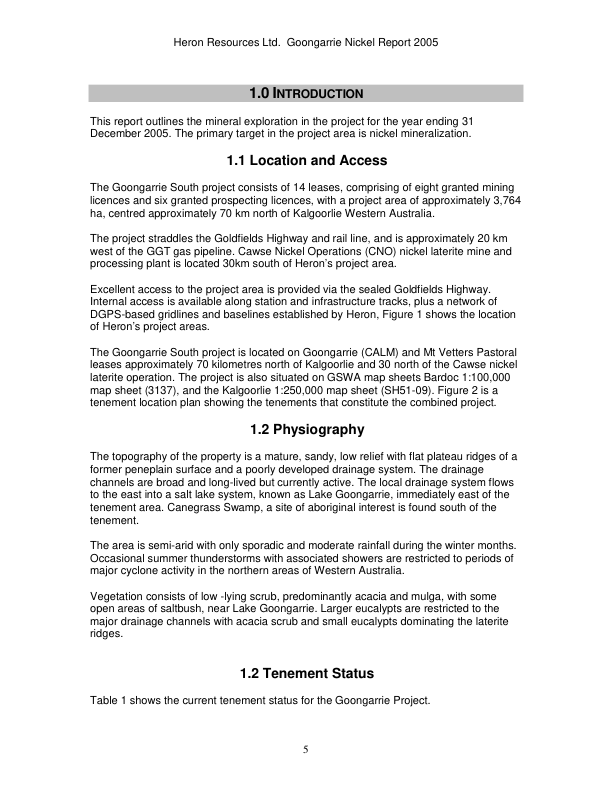 Heron Resources Ltd.  Goongarrie Nickel Report 2005
1.0 INTRODUCTION
This report outlines the mineral exploration in the project for the year ending 31
December 2005. The primary target in the project area is nickel mineralization.
1.1 Location and Access
The Goongarrie South project consists of 14 leases, comprising of eight granted mining
licences and six granted prospecting licences, with a project area of approximately 3,764
ha, centred approximately 70 km north of Kalgoorlie Western Australia.
The project straddles the Goldfields Highway and rail line, and is approximately 20 km
west of the GGT gas pipeline. Cawse Nickel Operations (CNO) nickel laterite mine and
processing plant is located 30km south of Heron's project area.
Excellent access to the project area is provided via the sealed Goldfields Highway.
Internal access is available along station and infrastructure tracks, plus a network of
DGPS-based gridlines and baselines established by Heron, Figure 1 shows the location
of Heron's project areas.
The Goongarrie South project is located on Goongarrie (CALM) and Mt Vetters Pastoral
leases approximately 70 kilometres north of Kalgoorlie and 30 north of the Cawse nickel
laterite operation. The project is also situated on GSWA map sheets Bardoc 1:100,000
map (3137), and the Kalgoorlie 1:250,000 map sheet (SH51-09). Figure 2 is a
tenement location plan showing the tenements that constitute the combined project.
1.2 Physiography
The topography of the property is a mature, sandy, low relief with flat plateau ridges of a
former peneplain surface and a poorly developed drainage system. The drainage
channels are broad and long-lived but currently active. The local drainage system flows
to the east into a salt lake system, known as Lake Goongarrie, immediately east of the
tenement area. Canegrass Swamp, a site of aboriginal interest is found south of the
tenement.
The area is semi-arid with only sporadic and moderate rainfall during the winter months.
Occasional summer thunderstorms with associated showers are restricted to periods of
major cyclone activity in the northern areas of Western Australia.
Vegetation consists of low -lying scrub, predominantly acacia and mulga, with some
open areas of saltbush, near Lake Goongarrie. Larger eucalypts are restricted to the
major drainage channels with acacia scrub and small eucalypts dominating the laterite
ridges.
1.2 Tenement Status
Table 1 shows the current tenement status for the Goongarrie Project.
5